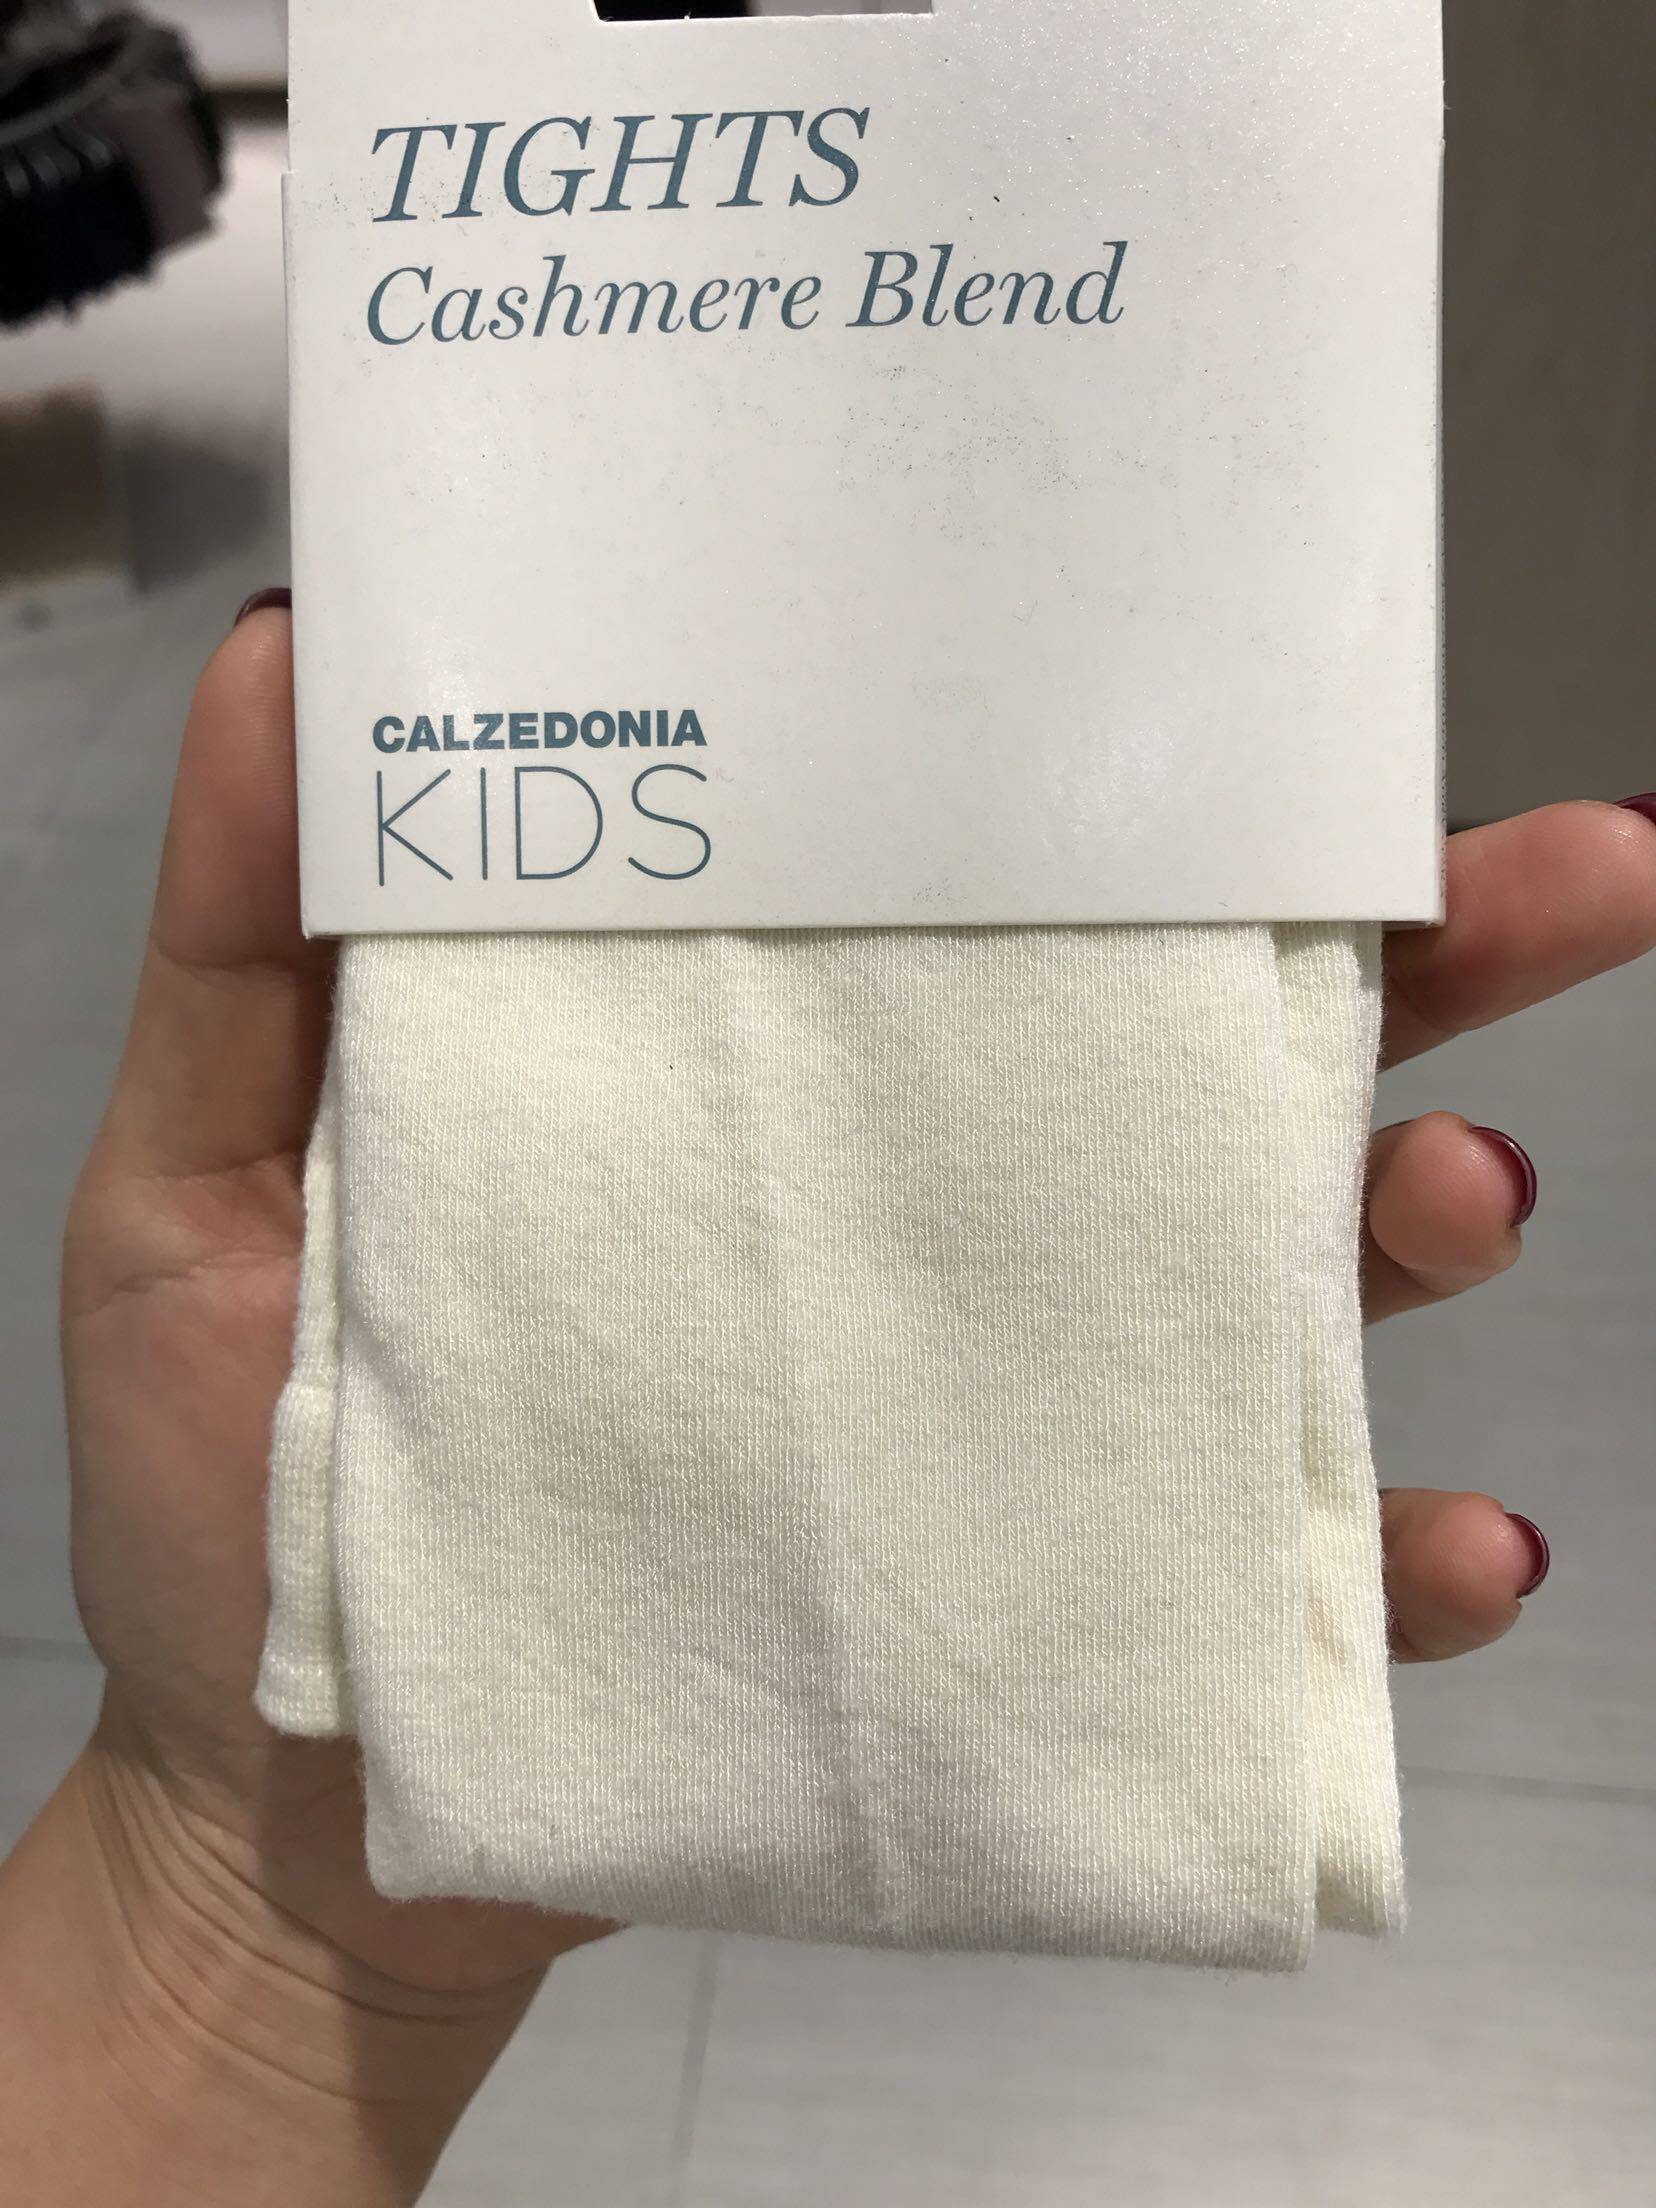 TIGHTS
Cashmere Blend
CALZEDONIA
KIDS